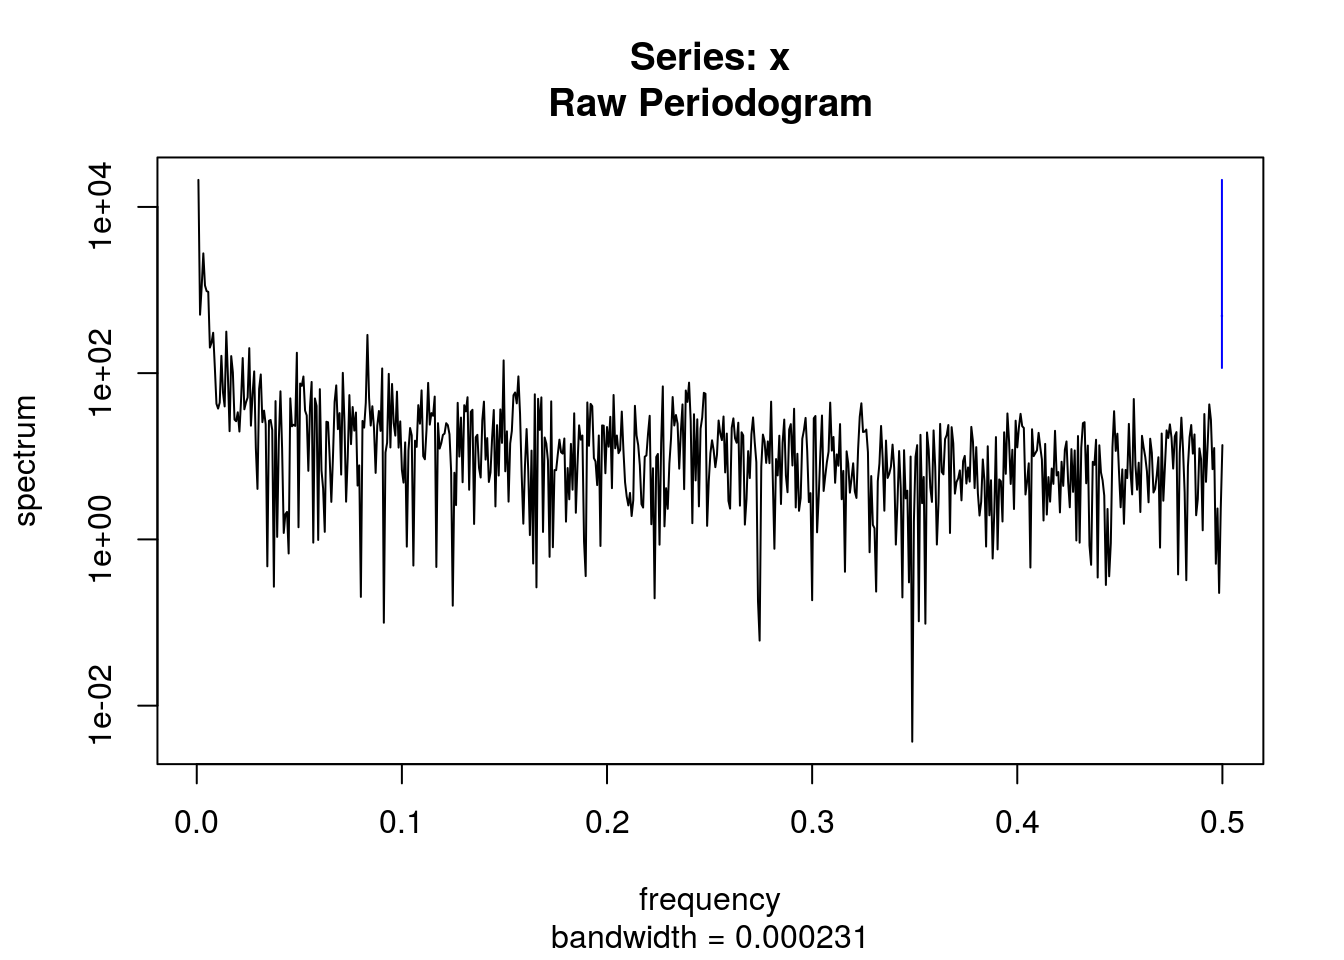 Series: x
Raw Periodogram
spectrum
1e+04
1e+02
1e+00
1e-02
0.0 0.1 0.2 0.3 0.4 0.5
frequency
bandwidth = 0.000231